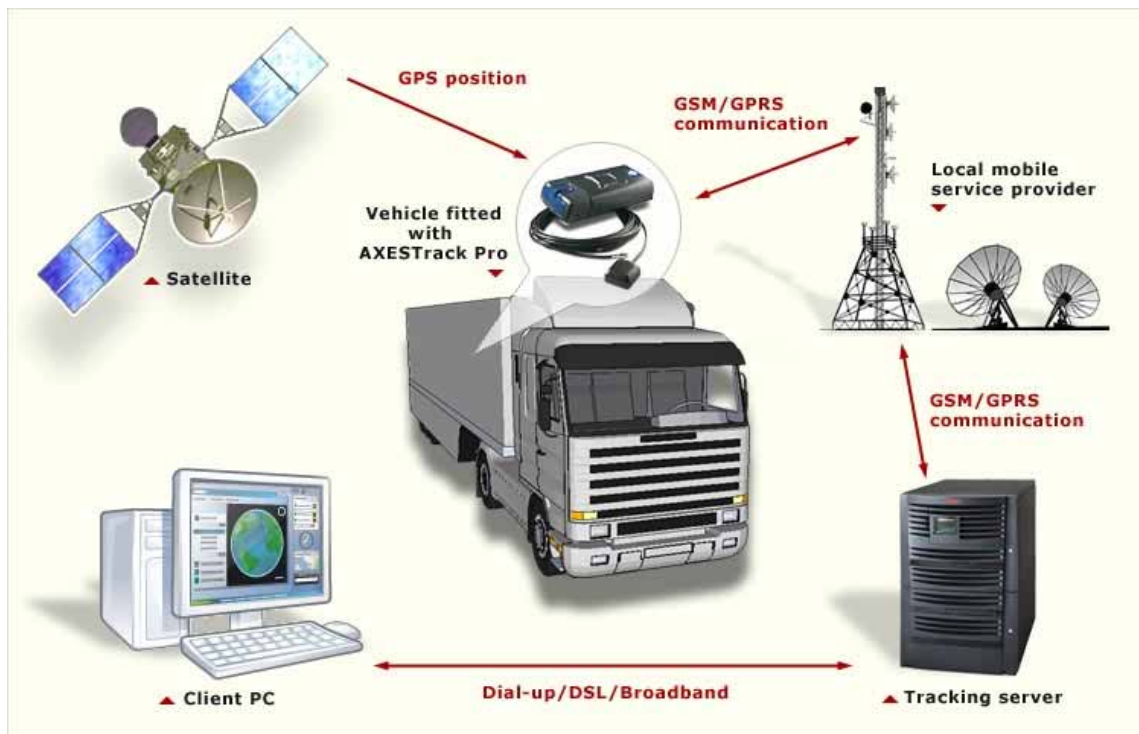 GPS position
GSM/GPRS
communication
Local mobile
service provider
Vehicle fitted
with
AXESTrack Pro
Satellite
GSM/GPRS
communication
Client PC
Dial-up/DSL/Broadband
Tracking server